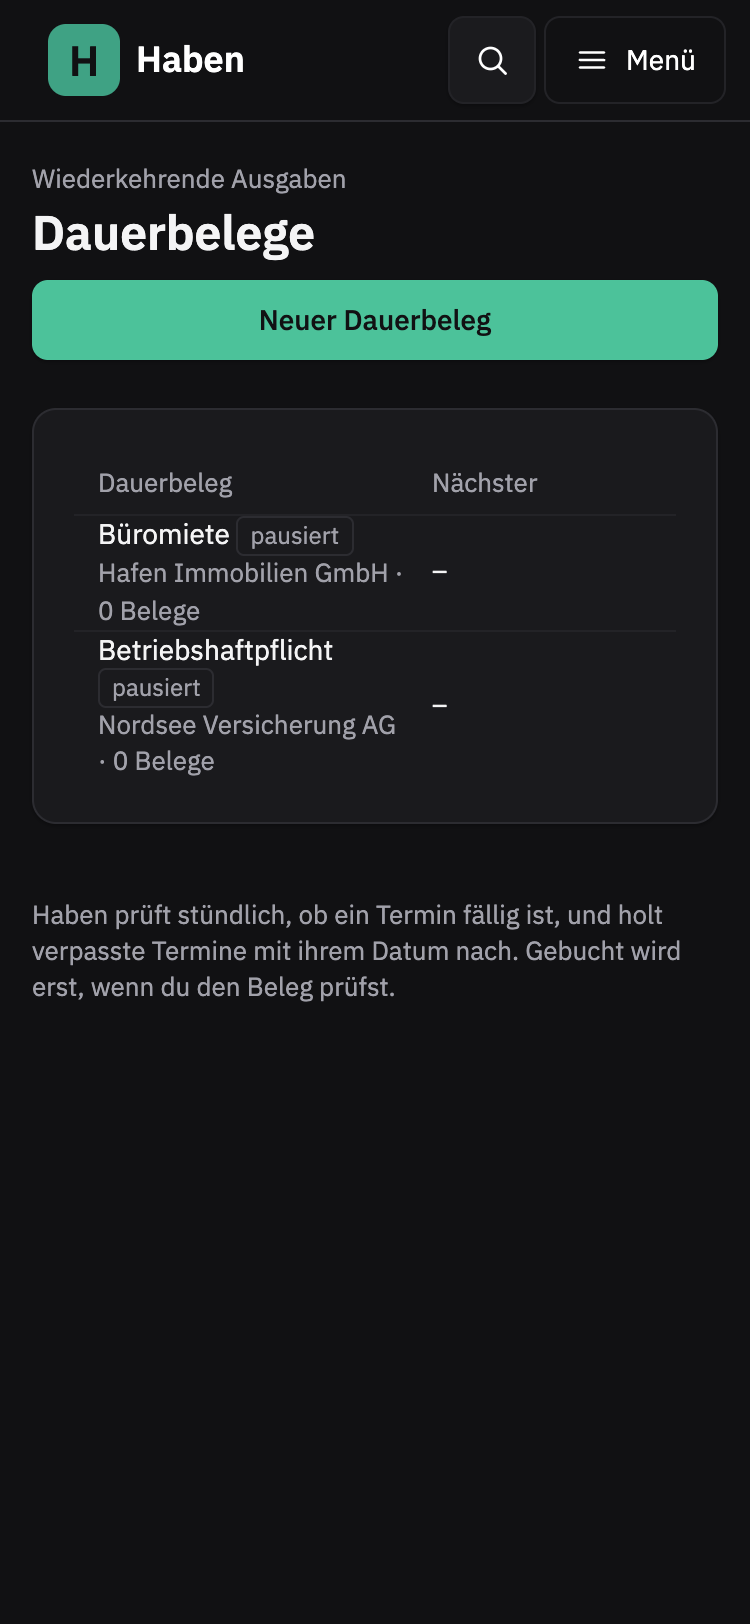 H Haben Menü
Wiederkehrende Ausgaben
Dauerbelege
Neuer Dauerbeleg
Dauerbeleg Nächster
Büromiete pausiert
Hafen Immobilien GmbH · –
0 Belege
Betriebshaftpflicht
pausiert
–
Nordsee Versicherung AG
· 0 Belege
Haben prüft stündlich, ob ein Termin fällig ist, und holt
verpasste Termine mit ihrem Datum nach. Gebucht wird
erst, wenn du den Beleg prüfst.